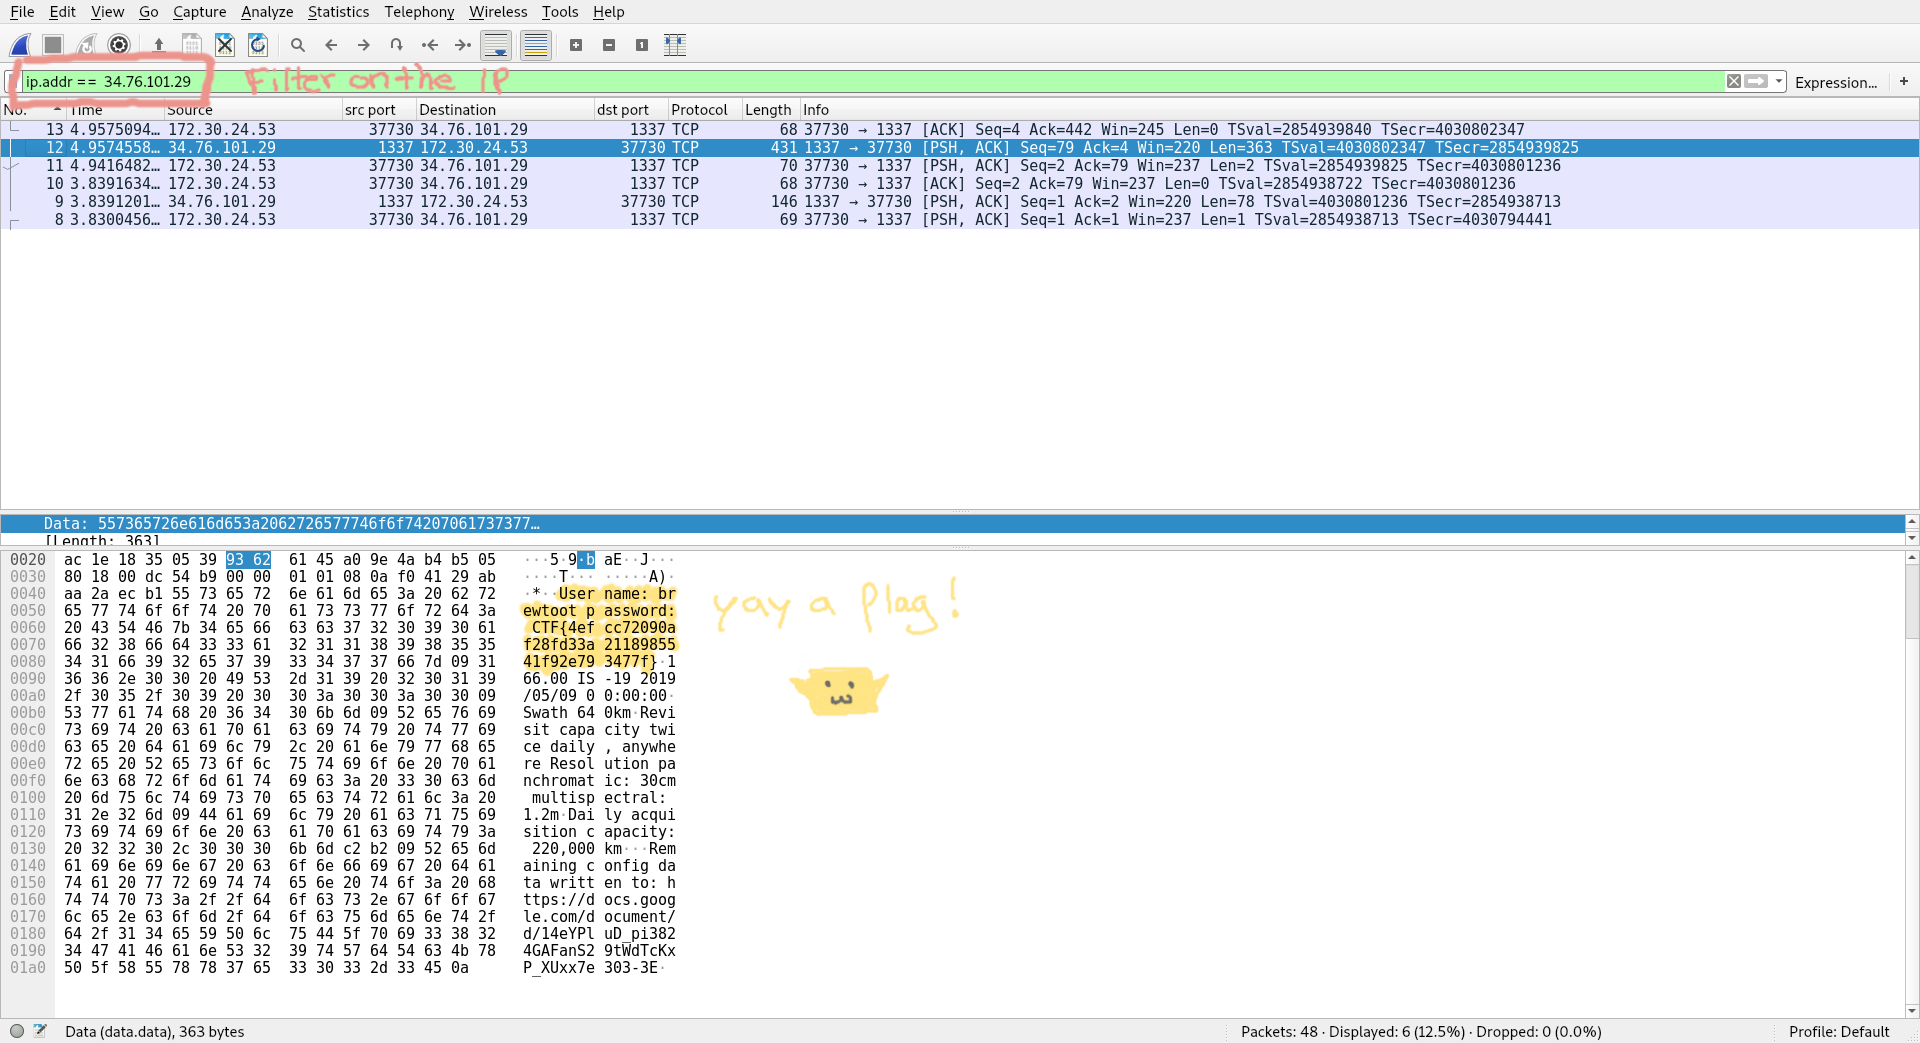 File Edit View Go Capture Analyze Statistics Telephony Wireless Tools Help
ip.addr == 34.76.101.29 Filter on the IP Expression... +
No. Time Source src port Destination dst port Protocol Length Info
13 4.9575094… 172.30.24.53 37730 34.76.101.29 1337 TCP 68 37730 → 1337 [ACK] Seq=4 Ack=442 Win=245 Len=0 TSval=2854939840 TSecr=4030802347
12 4.9574558… 34.76.101.29 1337 172.30.24.53 37730 TCP 431 1337 → 37730 [PSH, ACK] Seq=79 Ack=4 Win=220 Len=363 TSval=4030802347 TSecr=2854939825
11 4.9416482… 172.30.24.53 37730 34.76.101.29 1337 TCP 70 37730 → 1337 [PSH, ACK] Seq=2 Ack=79 Win=237 Len=2 TSval=2854939825 TSecr=4030801236
10 3.8391634… 172.30.24.53 37730 34.76.101.29 1337 TCP 68 37730 → 1337 [ACK] Seq=2 Ack=79 Win=237 Len=0 TSval=2854938722 TSecr=4030801236
9 3.8391201… 34.76.101.29 1337 172.30.24.53 37730 TCP 146 1337 → 37730 [PSH, ACK] Seq=1 Ack=2 Win=220 Len=78 TSval=4030801236 TSecr=2854938713
8 3.8300456… 172.30.24.53 37730 34.76.101.29 1337 TCP 69 37730 → 1337 [PSH, ACK] Seq=1 Ack=1 Win=237 Len=1 TSval=2854938713 TSecr=4030794441
Data: 557365726e616d653a2062726577746f6f74207061737377…
[Length: 363]
0020 ac 1e 18 35 05 39 93 62 61 45 a0 9e 4a b4 b5 05 ···5·9·b aE··J···
0030 80 18 00 dc 54 b9 00 00 01 01 08 0a f0 41 29 ab ····T··· ·····A)·
0040 aa 2a ec b1 55 73 65 72 6e 61 6d 65 3a 20 62 72 ·*··User name: br
0050 65 77 74 6f 6f 74 20 70 61 73 73 77 6f 72 64 3a ewtoot p assword:
0060 20 43 54 46 7b 34 65 66 63 63 37 32 30 39 30 61 CTF{4ef cc72090a
0070 66 32 38 66 64 33 33 61 32 31 31 38 39 38 35 35 f28fd33a 21189855
0080 34 31 66 39 32 65 37 39 33 34 37 37 66 7d 09 31 41f92e79 3477f}·1
0090 36 36 2e 30 30 20 49 53 2d 31 39 20 32 30 31 39 66.00 IS -19 2019
00a0 2f 30 35 2f 30 39 20 30 30 3a 30 30 3a 30 30 09 /05/09 0 0:00:00·
00b0 53 77 61 74 68 20 36 34 30 6b 6d 09 52 65 76 69 Swath 64 0km·Revi
00c0 73 69 74 20 63 61 70 61 63 69 74 79 20 74 77 69 sit capa city twi
00d0 63 65 20 64 61 69 6c 79 2c 20 61 6e 79 77 68 65 ce daily , anywhe
00e0 72 65 20 52 65 73 6f 6c 75 74 69 6f 6e 20 70 61 re Resol ution pa
00f0 6e 63 68 72 6f 6d 61 74 69 63 3a 20 33 30 63 6d nchromat ic: 30cm
0100 20 6d 75 6c 74 69 73 70 65 63 74 72 61 6c 3a 20 multisp ectral:
0110 31 2e 32 6d 09 44 61 69 6c 79 20 61 63 71 75 69 1.2m·Dai ly acqui
0120 73 69 74 69 6f 6e 20 63 61 70 61 63 69 74 79 3a sition c apacity:
0130 20 32 32 30 2c 30 30 30 6b 6d c2 b2 09 52 65 6d 220,000 km···Rem
0140 61 69 6e 69 6e 67 20 63 6f 6e 66 69 67 20 64 61 aining c onfig da
0150 74 61 20 77 72 69 74 74 65 6e 20 74 6f 3a 20 68 ta writt en to: h
0160 74 74 70 73 3a 2f 2f 64 6f 63 73 2e 67 6f 6f 67 ttps://d ocs.goog
0170 6c 65 2e 63 6f 6d 2f 64 6f 63 75 6d 65 6e 74 2f le.com/d ocument/
0180 64 2f 31 34 65 59 50 6c 75 44 5f 70 69 33 38 32 d/14eYPl uD_pi382
0190 34 47 41 46 61 6e 53 32 39 74 57 64 54 63 4b 78 4GAFanS2 9tWdTcKx
01a0 50 5f 58 55 78 78 37 65 33 30 33 2d 33 45 0a P_XUxx7e 303-3E·
yay a flag!
Data (data.data), 363 bytes Packets: 48 · Displayed: 6 (12.5%) · Dropped: 0 (0.0%) Profile: Default